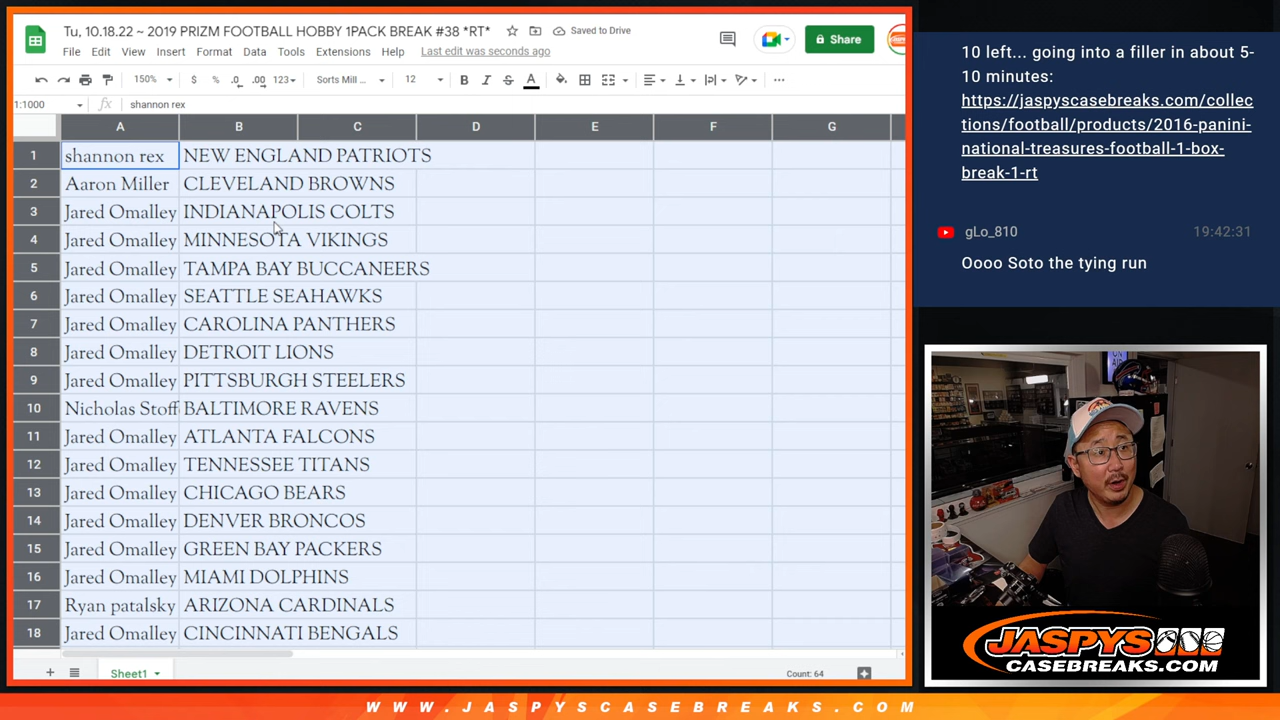 Tu, 10.18.22 ~ 2019 PRIZM FOOTBALL HOBBY 1PACK BREAK #38 *RT*
Saved to Drive
File Edit View Insert Format Data Tools Extensions Help Last edit was seconds ago
Share
150% $ % .0 .00 123 Sorts Mill ... 12 B I S A
1:1000 fx shannon rex
A B C D E F G
1 shannon rex NEW ENGLAND PATRIOTS
2 Aaron Miller CLEVELAND BROWNS
3 Jared Omalley INDIANAPOLIS COLTS
4 Jared Omalley MINNESOTA VIKINGS
5 Jared Omalley TAMPA BAY BUCCANEERS
6 Jared Omalley SEATTLE SEAHAWKS
7 Jared Omalley CAROLINA PANTHERS
8 Jared Omalley DETROIT LIONS
9 Jared Omalley PITTSBURGH STEELERS
10 Nicholas Stoff BALTIMORE RAVENS
11 Jared Omalley ATLANTA FALCONS
12 Jared Omalley TENNESSEE TITANS
13 Jared Omalley CHICAGO BEARS
14 Jared Omalley DENVER BRONCOS
15 Jared Omalley GREEN BAY PACKERS
16 Jared Omalley MIAMI DOLPHINS
17 Ryan patalsky ARIZONA CARDINALS
18 Jared Omalley CINCINNATI BENGALS
Sheet1
Count: 64
10 left... going into a filler in about 5-
10 minutes:
https://jaspyscasebreaks.com/collec
tions/football/products/2016-panini-
national-treasures-football-1-box-
break-1-rt
gLo_810 19:42:31
Oooo Soto the tying run
ON
AIR
JASPYS
CASEBREAKS.COM
WWW.JASPYSCASEBREAKS.COM